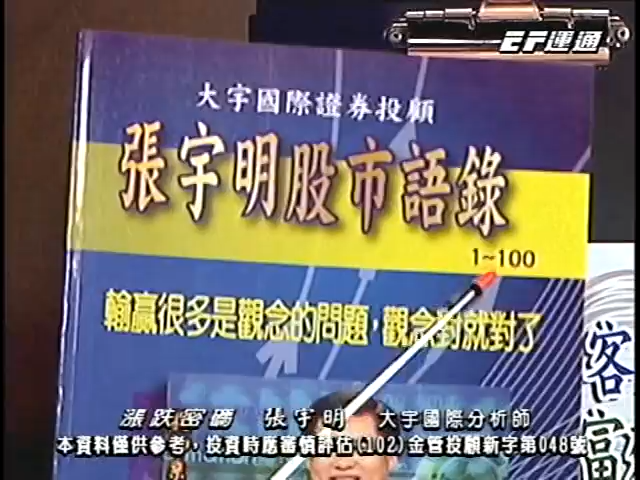 EF運通
大宇國際證券投顧
張宇明股市語錄
1~100
輸贏很多是觀念的問題，觀念對就對了
客
富
漲跌密碼 張宇明 大宇國際分析師
本資料僅供參考，投資時應審慎評估(102)金管投顧新字第048號